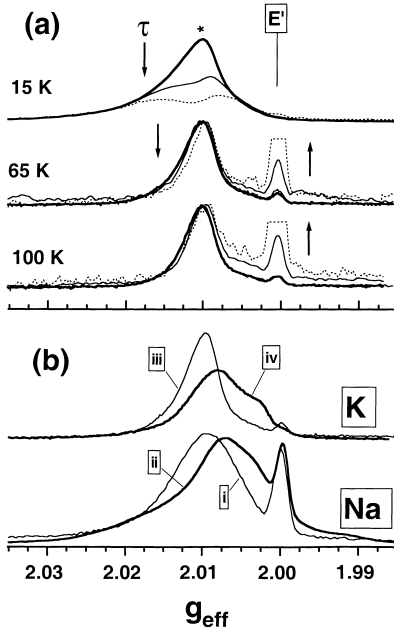 (a)
τ
*
E'
15 K
65 K
100 K
(b)
iii
iv
K
ii
i
Na
2.03 2.02 2.01 2.00 1.99
geff